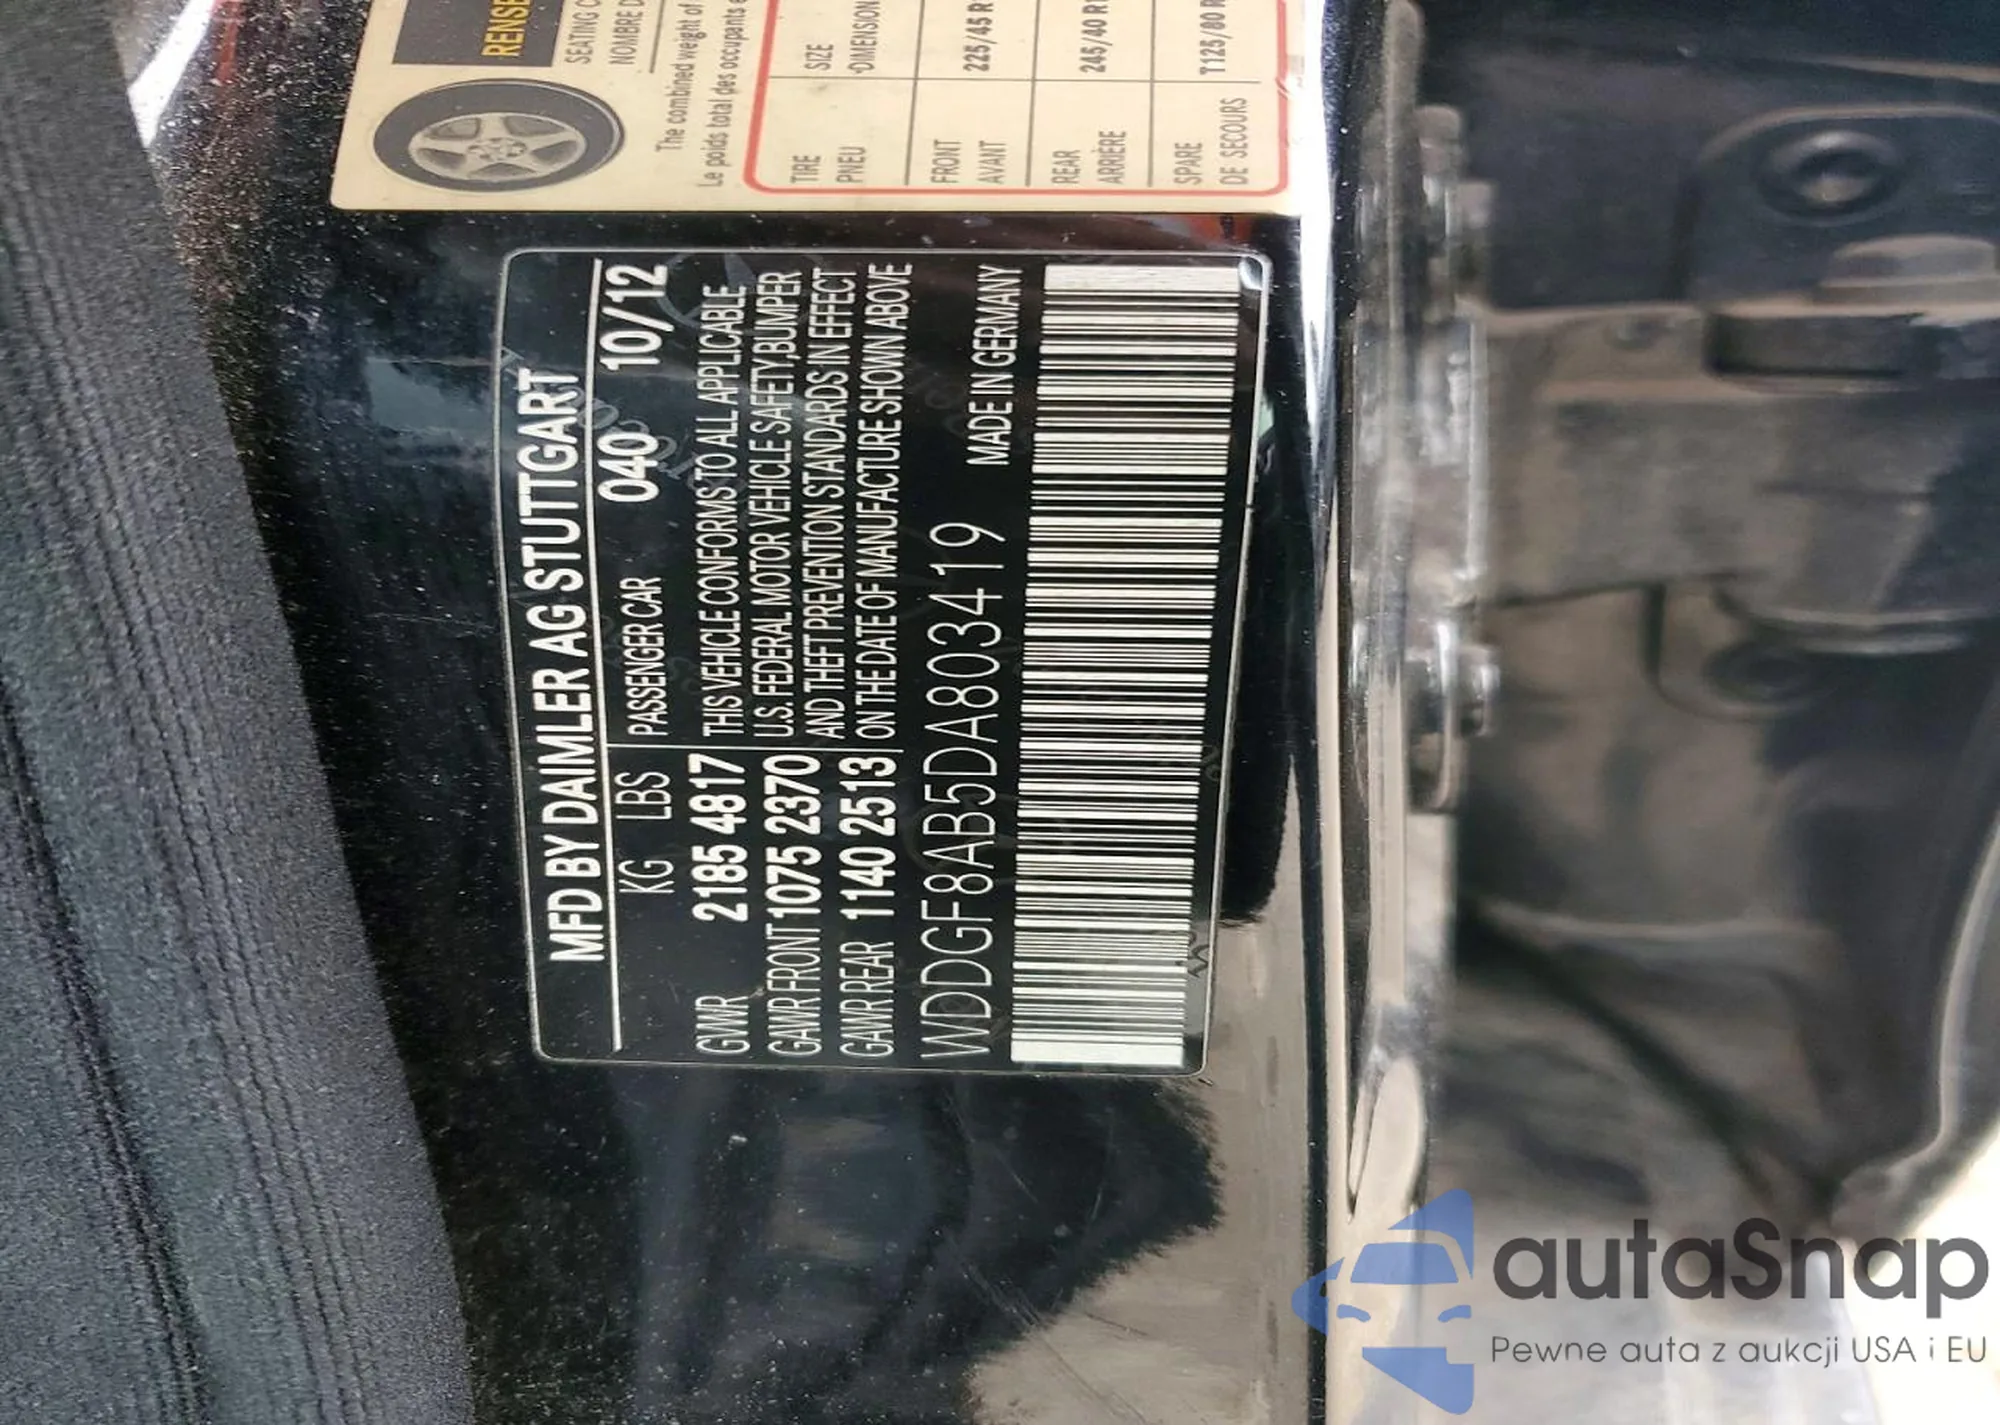 MFD BY DAIMLER AG STUTTGART
KG LBS PASSENGER CAR 040 10/12
GVWR 2185 4817 THIS VEHICLE CONFORMS TO ALL APPLICABLE
GAWR FRONT 1075 2370 U.S. FEDERAL MOTOR VEHICLE SAFETY,BUMPER
AND THEFT PREVENTION STANDARDS IN EFFECT
GAWR REAR 1140 2513 ON THE DATE OF MANUFACTURE SHOWN ABOVE
WDDGF8AB5DA803419 MADE IN GERMANY
SEATING
NOMBRE
The combined weight of
Le poids total des occupants
TIRE SIZE
PNEU DIMENSION
FRONT 225/45
AVANT
REAR 245/40
ARRIÈRE
SPARE T125/80
DE SECOURS
autaSnap
Pewne auta z aukcji USA i EU